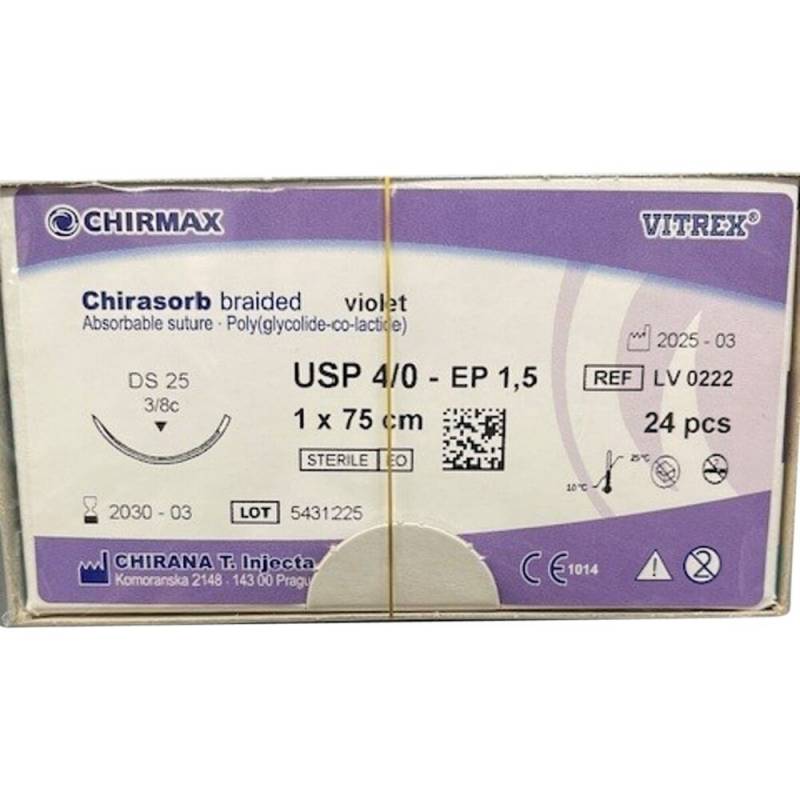 CHIRMAX
VITREX®
Chirasorb braided violet
Absorbable suture · Poly(glycolide-co-lactide)
2025 - 03
DS 25
3/8c
USP 4/0 - EP 1,5
REF LV 0222
1 x 75 cm
24 pcs
STERILE EO
25°C
10°C
2030 - 03
LOT 5431225
CHIRANA T. Injecta
Komoranska 2148 · 143 00 Pragu
CE 1014
2